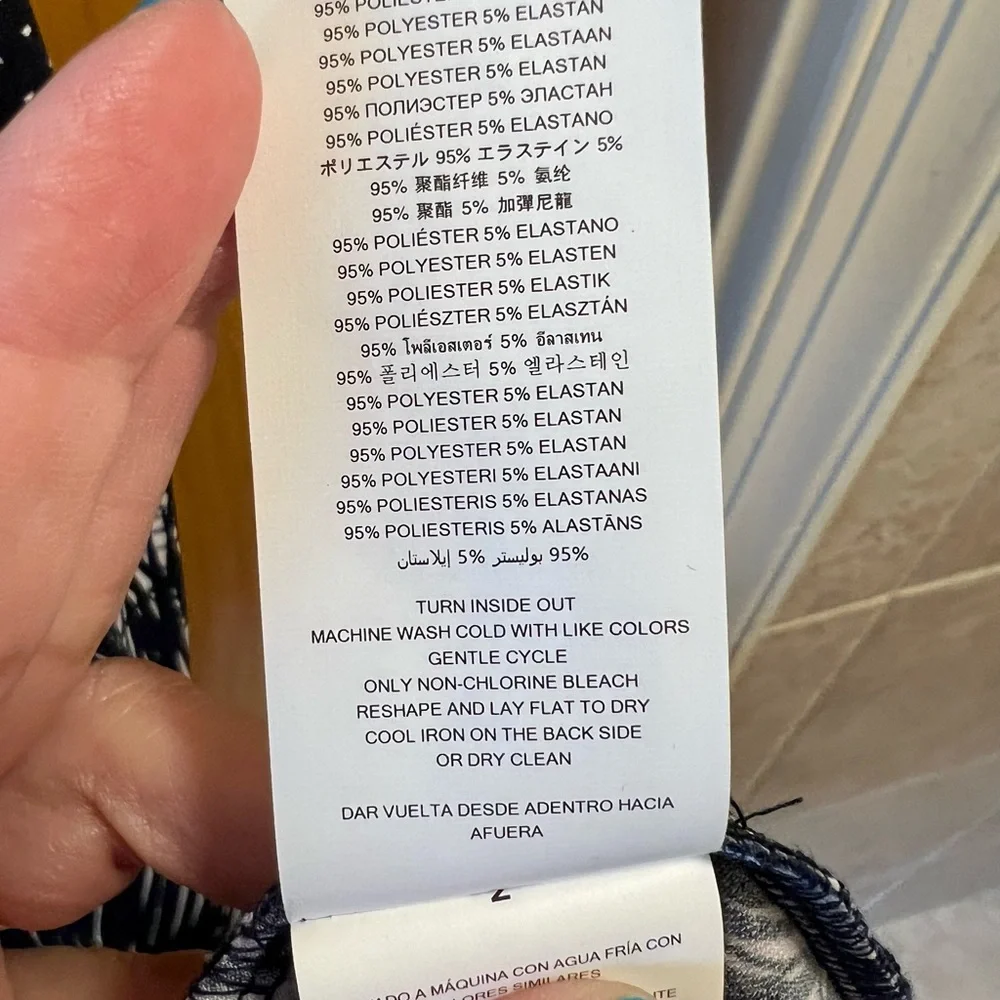 95% POLIÉSTER
95% POLYESTER 5% ELASTAN
95% POLYESTER 5% ELASTAAN
95% POLYESTER 5% ELASTAN
95% ПОЛИЭСТЕР 5% ЭЛАСТАН
95% POLIÉSTER 5% ELASTANO
ポリエステル 95% エラステイン 5%
95% 聚酯纤维 5% 氨纶
95% 聚酯 5% 加彈尼龍
95% POLIÉSTER 5% ELASTANO
95% POLYESTER 5% ELASTEN
95% POLIESTER 5% ELASTIK
95% POLIÉSZTER 5% ELASZTÁN
95% โพลีเอสเตอร์ 5% อีลาสเทน
95% 폴리에스터 5% 엘라스테인
95% POLYESTER 5% ELASTAN
95% POLIESTER 5% ELASTAN
95% POLYESTER 5% ELASTAN
95% POLYESTERI 5% ELASTAANI
95% POLIESTERIS 5% ELASTANAS
95% POLIESTERIS 5% ALASTĀNS
95% بوليستر 5% إيلاستان
TURN INSIDE OUT
MACHINE WASH COLD WITH LIKE COLORS
GENTLE CYCLE
ONLY NON-CHLORINE BLEACH
RESHAPE AND LAY FLAT TO DRY
COOL IRON ON THE BACK SIDE
OR DRY CLEAN
DAR VUELTA DESDE ADENTRO HACIA
AFUERA
2
A MÁQUINA CON AGUA FRÍA CON
SIMILARES